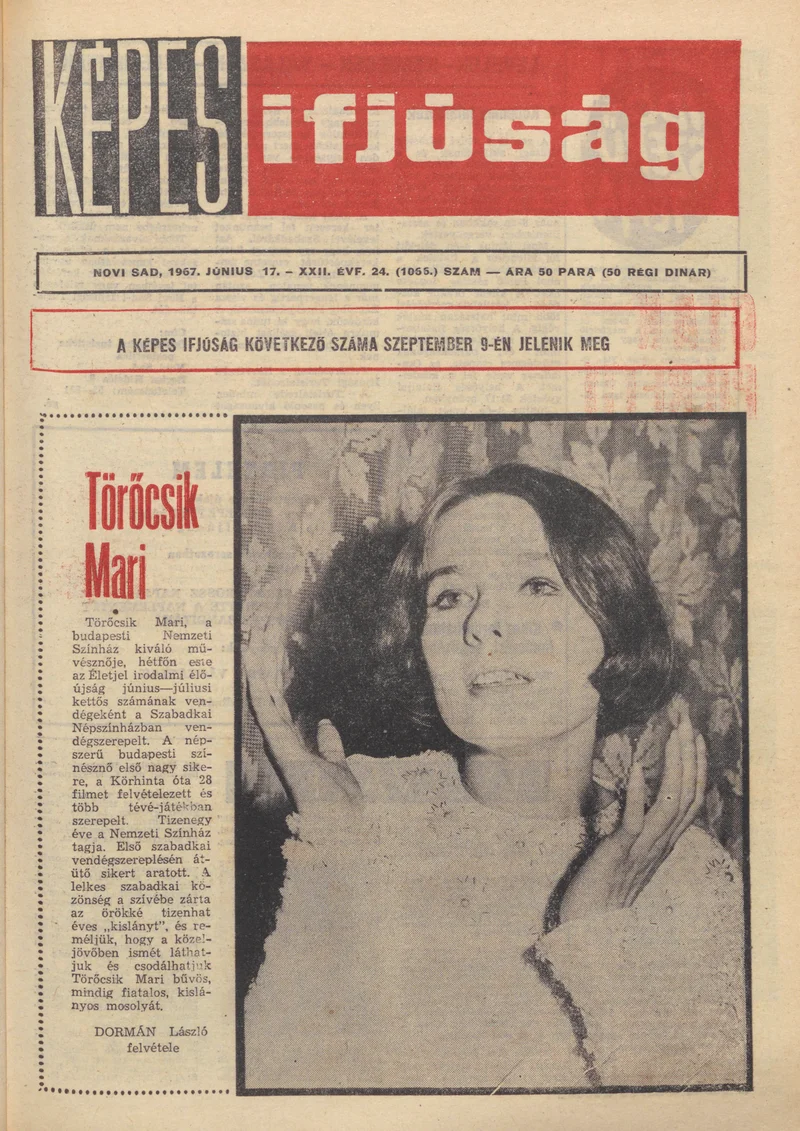 KÉPES ifjúság
NOVI SAD, 1967. JÚNIUS 17. — XXII. ÉVF. 24. (1065.) SZÁM — ÁRA 50 PARA (50 RÉGI DINÁR)
A KÉPES IFJÚSÁG KÖVETKEZŐ SZÁMA SZEPTEMBER 9-ÉN JELENIK MEG
Törőcsik
Mari
Törőcsik Mari, a
budapesti Nemzeti
Színház kiváló mű-
vésznője, hétfőn este
az Életjel irodalmi élő-
újság június—júliusi
kettős számának ven-
dégeként a Szabadkai
Népszínházban ven-
dégszerepelt. A nép-
szerű budapesti szí-
nésznő első nagy sike-
re, a Körhinta óta 28
filmet felvételezett és
több tévé-játékban
szerepelt. Tizenegy
éve a Nemzeti Színház
tagja. Első szabadkai
vendégszereplésén át-
ütő sikert aratott. A
lelkes szabadkai kö-
zönség a szívébe zárta
az örökké tizenhat
éves „kislányt”, és re-
méljük, hogy a közel-
jövőben ismét láthat-
juk és csodálhatjuk
Törőcsik Mari bűvös,
mindig fiatalos, kislá-
nyos mosolyát.
DORMÁN László
felvétele